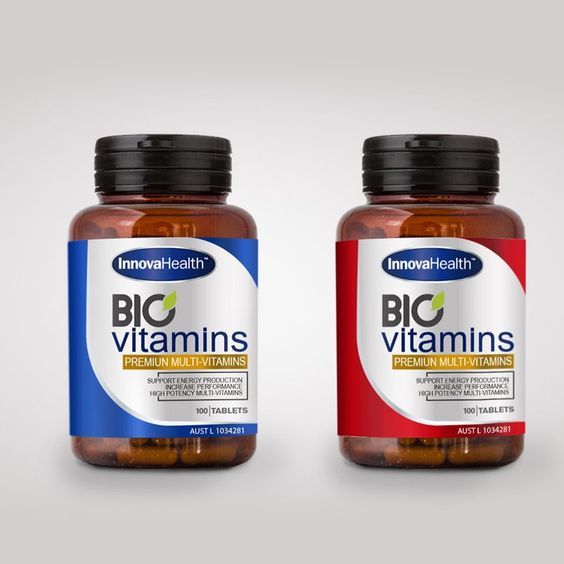 InnovaHealth™
BIO
vitamins
PREMIUN MULTI-VITAMINS
SUPPORT ENERGY PRODUCTION
INCREASE PERFORMANCE
HIGH POTENCY MULTI-VITAMINS
100 TABLETS
AUST L 1034281
InnovaHealth™
BIO
vitamins
PREMIUN MULTI-VITAMINS
SUPPORT ENERGY PRODUCTION
INCREASE PERFORMANCE
HIGH POTENCY MULTI-VITAMINS
100 TABLETS
AUST L 1034281